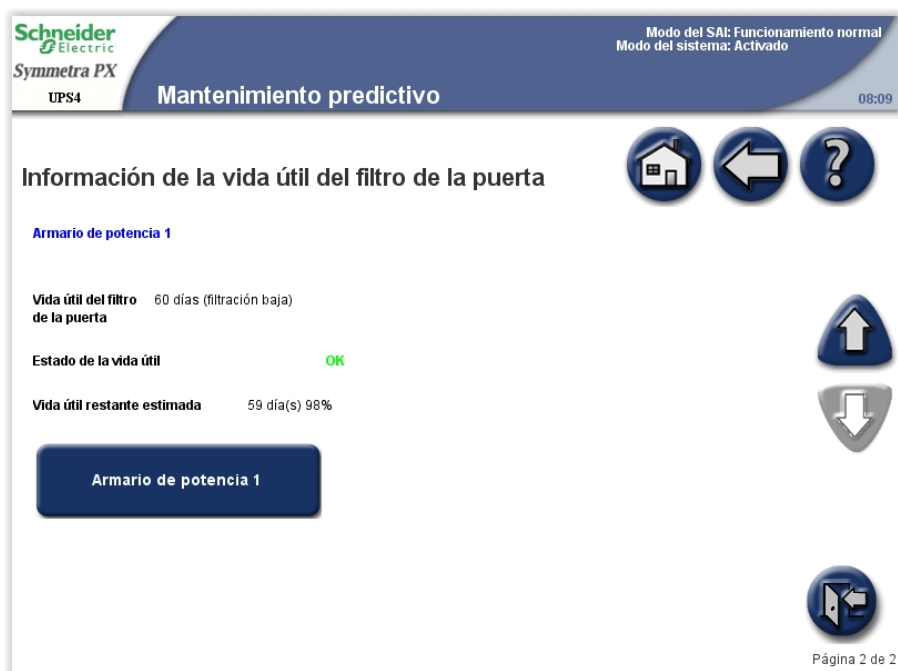 Schneider
Electric
Symmetra PX
UPS4
Mantenimiento predictivo
Modo del SAI: Funcionamiento normal
Modo del sistema: Activado
08:09
Información de la vida útil del filtro de la puerta
?
Armario de potencia 1
Vida útil del filtro 60 días (filtración baja)
de la puerta
Estado de la vida útil OK
Vida útil restante estimada 59 día(s) 98%
Armario de potencia 1
Página 2 de 2